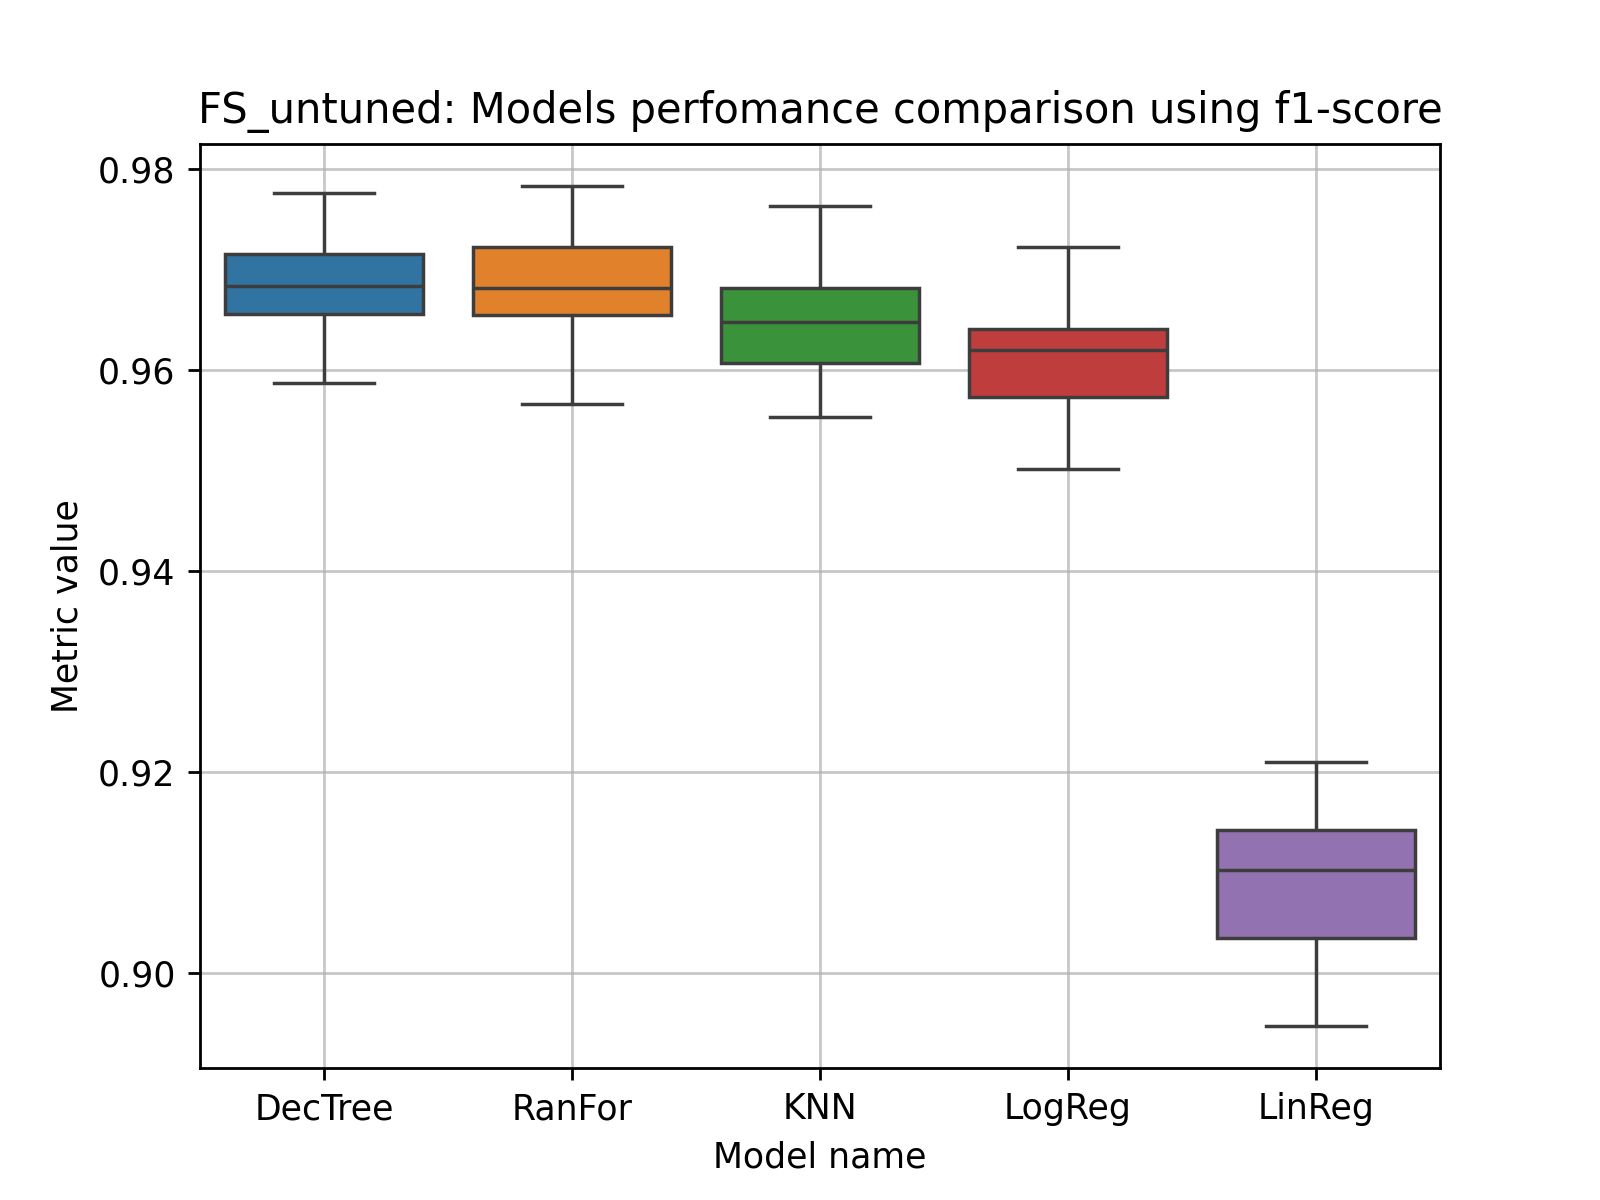 FS_untuned: Models perfomance comparison using f1-score
0.98
0.96
0.94
0.92
0.90
Metric value
DecTree RanFor KNN LogReg LinReg
Model name